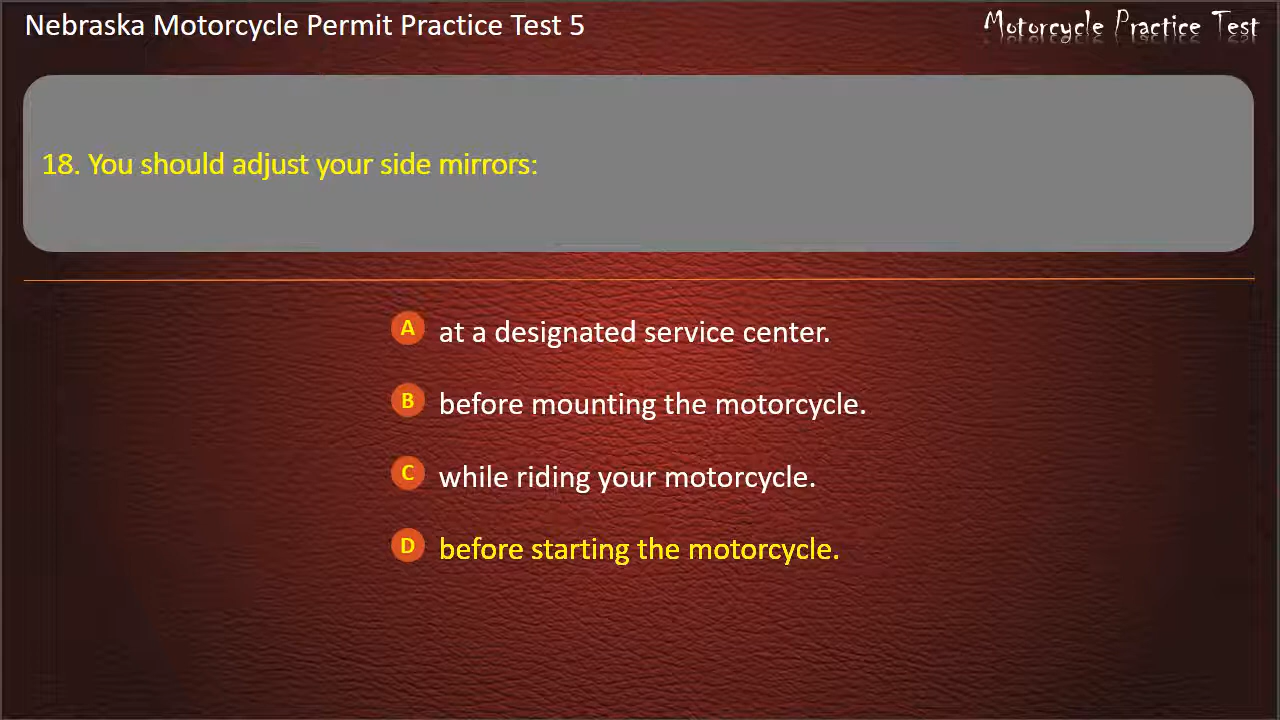 Nebraska Motorcycle Permit Practice Test 5
Motorcycle Practice Test
18. You should adjust your side mirrors:
A at a designated service center.
B before mounting the motorcycle.
C while riding your motorcycle.
D before starting the motorcycle.